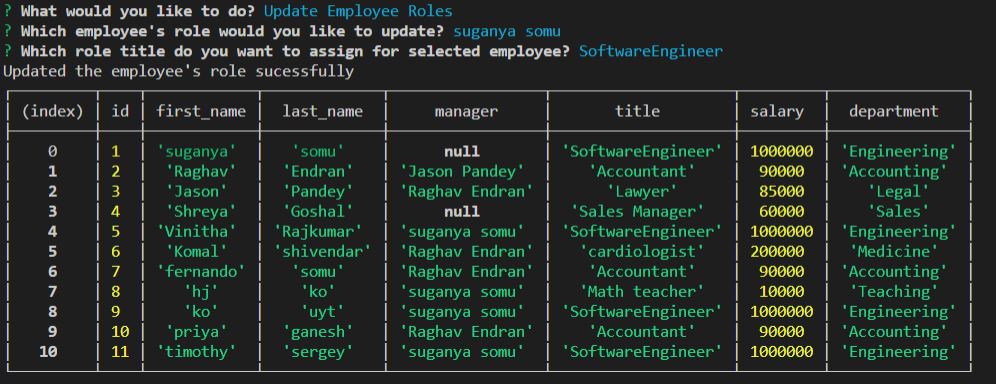 ? What would you like to do? Update Employee Roles
? Which employee's role would you like to update? suganya somu
? Which role title do you want to assign for selected employee? SoftwareEngineer
Updated the employee's role sucessfully
(index) id first_name last_name manager title salary department
0 1 'suganya' 'somu' null 'SoftwareEngineer' 1000000 'Engineering'
1 2 'Raghav' 'Endran' 'Jason Pandey' 'Accountant' 90000 'Accounting'
2 3 'Jason' 'Pandey' 'Raghav Endran' 'Lawyer' 85000 'Legal'
3 4 'Shreya' 'Goshal' null 'Sales Manager' 60000 'Sales'
4 5 'Vinitha' 'Rajkumar' 'suganya somu' 'SoftwareEngineer' 1000000 'Engineering'
5 6 'Komal' 'shivendar' 'Raghav Endran' 'cardiologist' 200000 'Medicine'
6 7 'fernando' 'somu' 'Raghav Endran' 'Accountant' 90000 'Accounting'
7 8 'hj' 'ko' 'suganya somu' 'Math teacher' 10000 'Teaching'
8 9 'ko' 'uyt' 'suganya somu' 'SoftwareEngineer' 1000000 'Engineering'
9 10 'priya' 'ganesh' 'Raghav Endran' 'Accountant' 90000 'Accounting'
10 11 'timothy' 'sergey' 'suganya somu' 'SoftwareEngineer' 1000000 'Engineering'